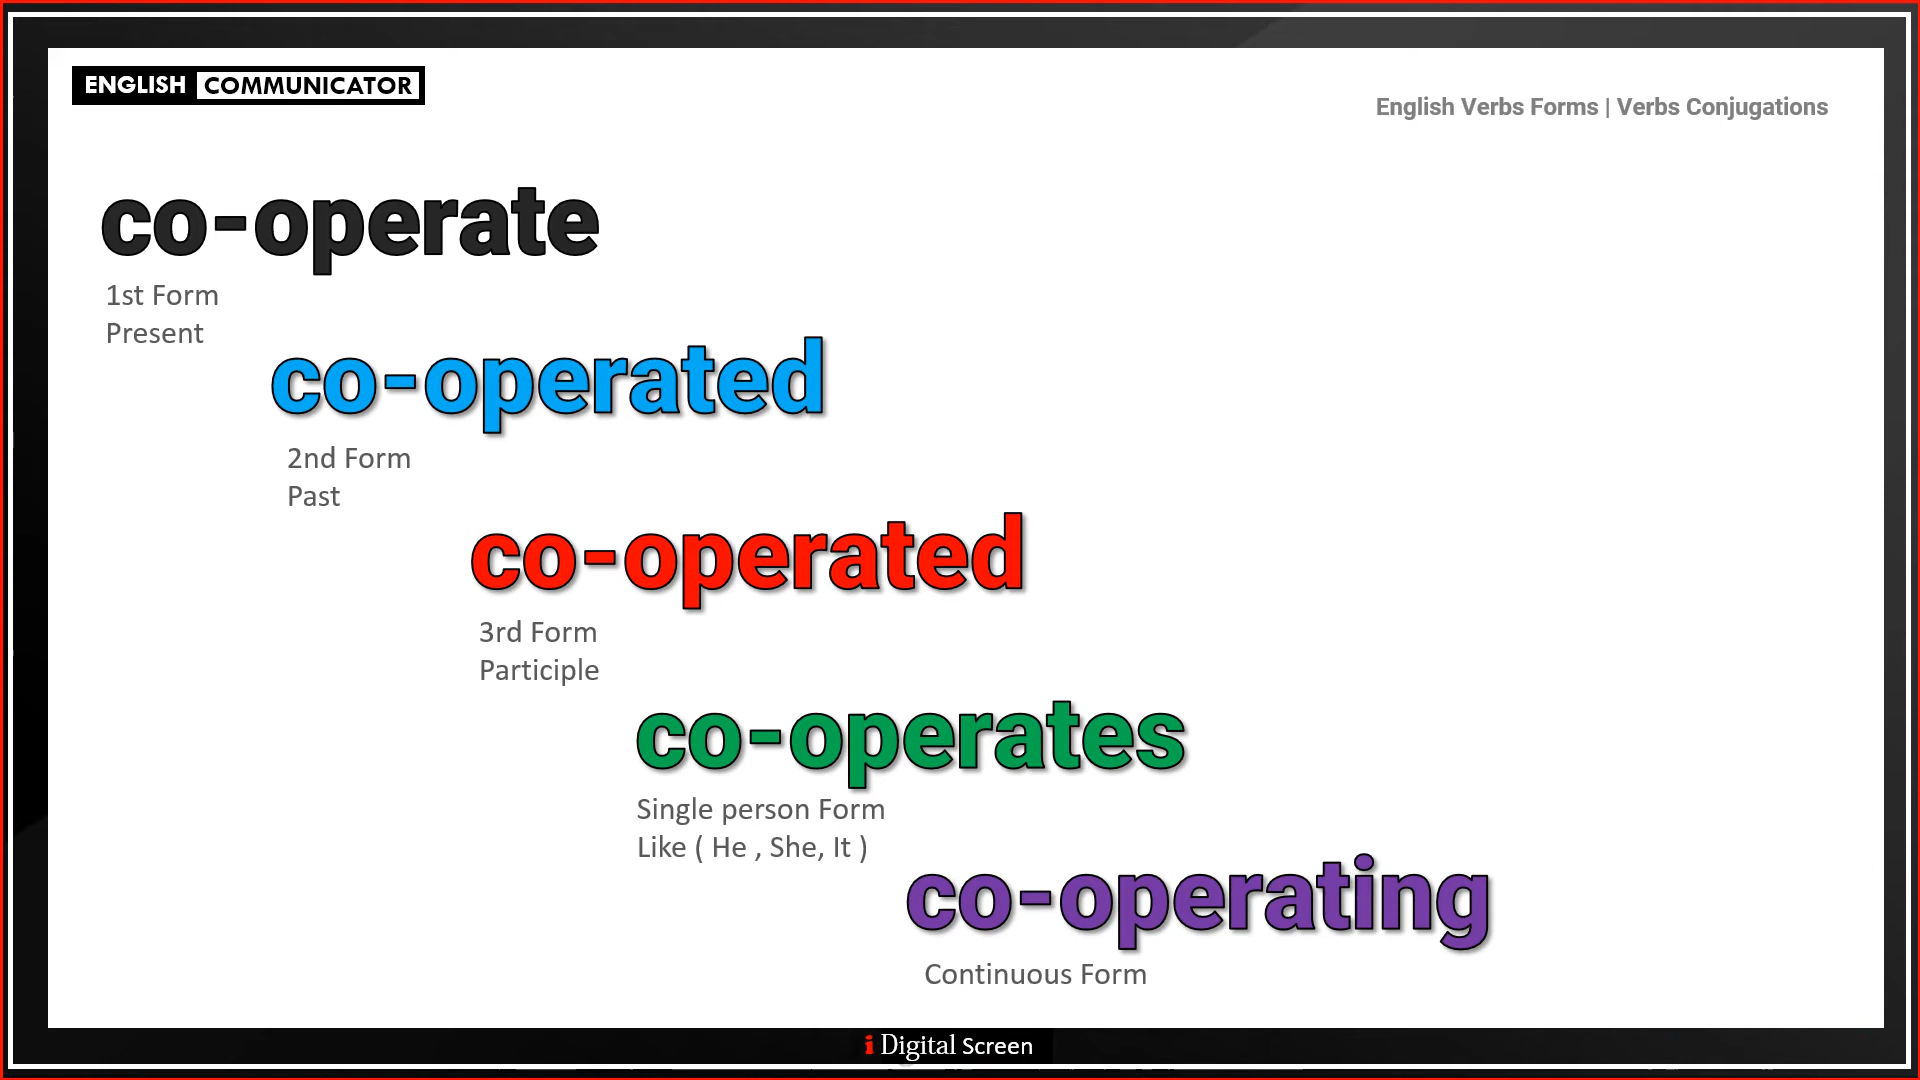 ENGLISH COMMUNICATOR
English Verbs Forms | Verbs Conjugations
co-operate
1st Form
Present
co-operated
2nd Form
Past
co-operated
3rd Form
Participle
co-operates
Single person Form
Like ( He , She, It )
co-operating
Continuous Form
i Digital Screen